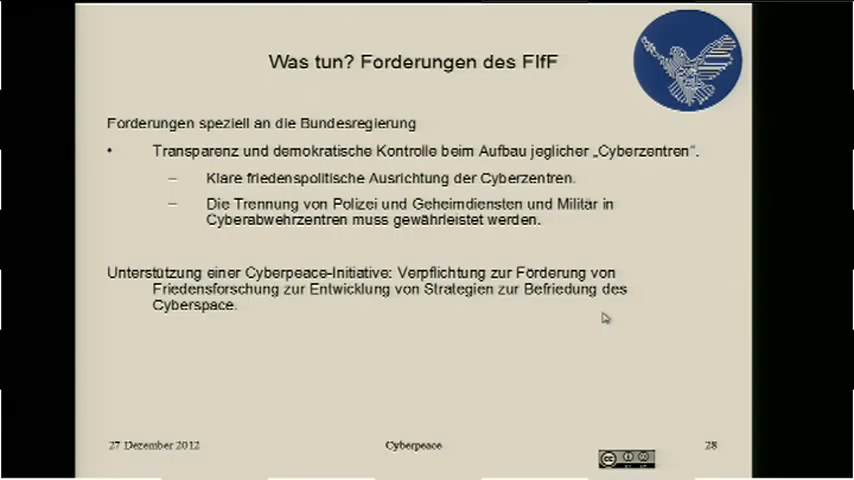 Was tun? Forderungen des FIfF
Forderungen speziell an die Bundesregierung
• Transparenz und demokratische Kontrolle beim Aufbau jeglicher „Cyberzentren“.
– Klare friedenspolitische Ausrichtung der Cyberzentren.
– Die Trennung von Polizei und Geheimdiensten und Militär in
Cyberabwehrzentren muss gewährleistet werden.
Unterstützung einer Cyberpeace-Initiative: Verpflichtung zur Förderung von
Friedensforschung zur Entwicklung von Strategien zur Befriedung des
Cyberspace.
27 Dezember 2012
Cyberpeace
28